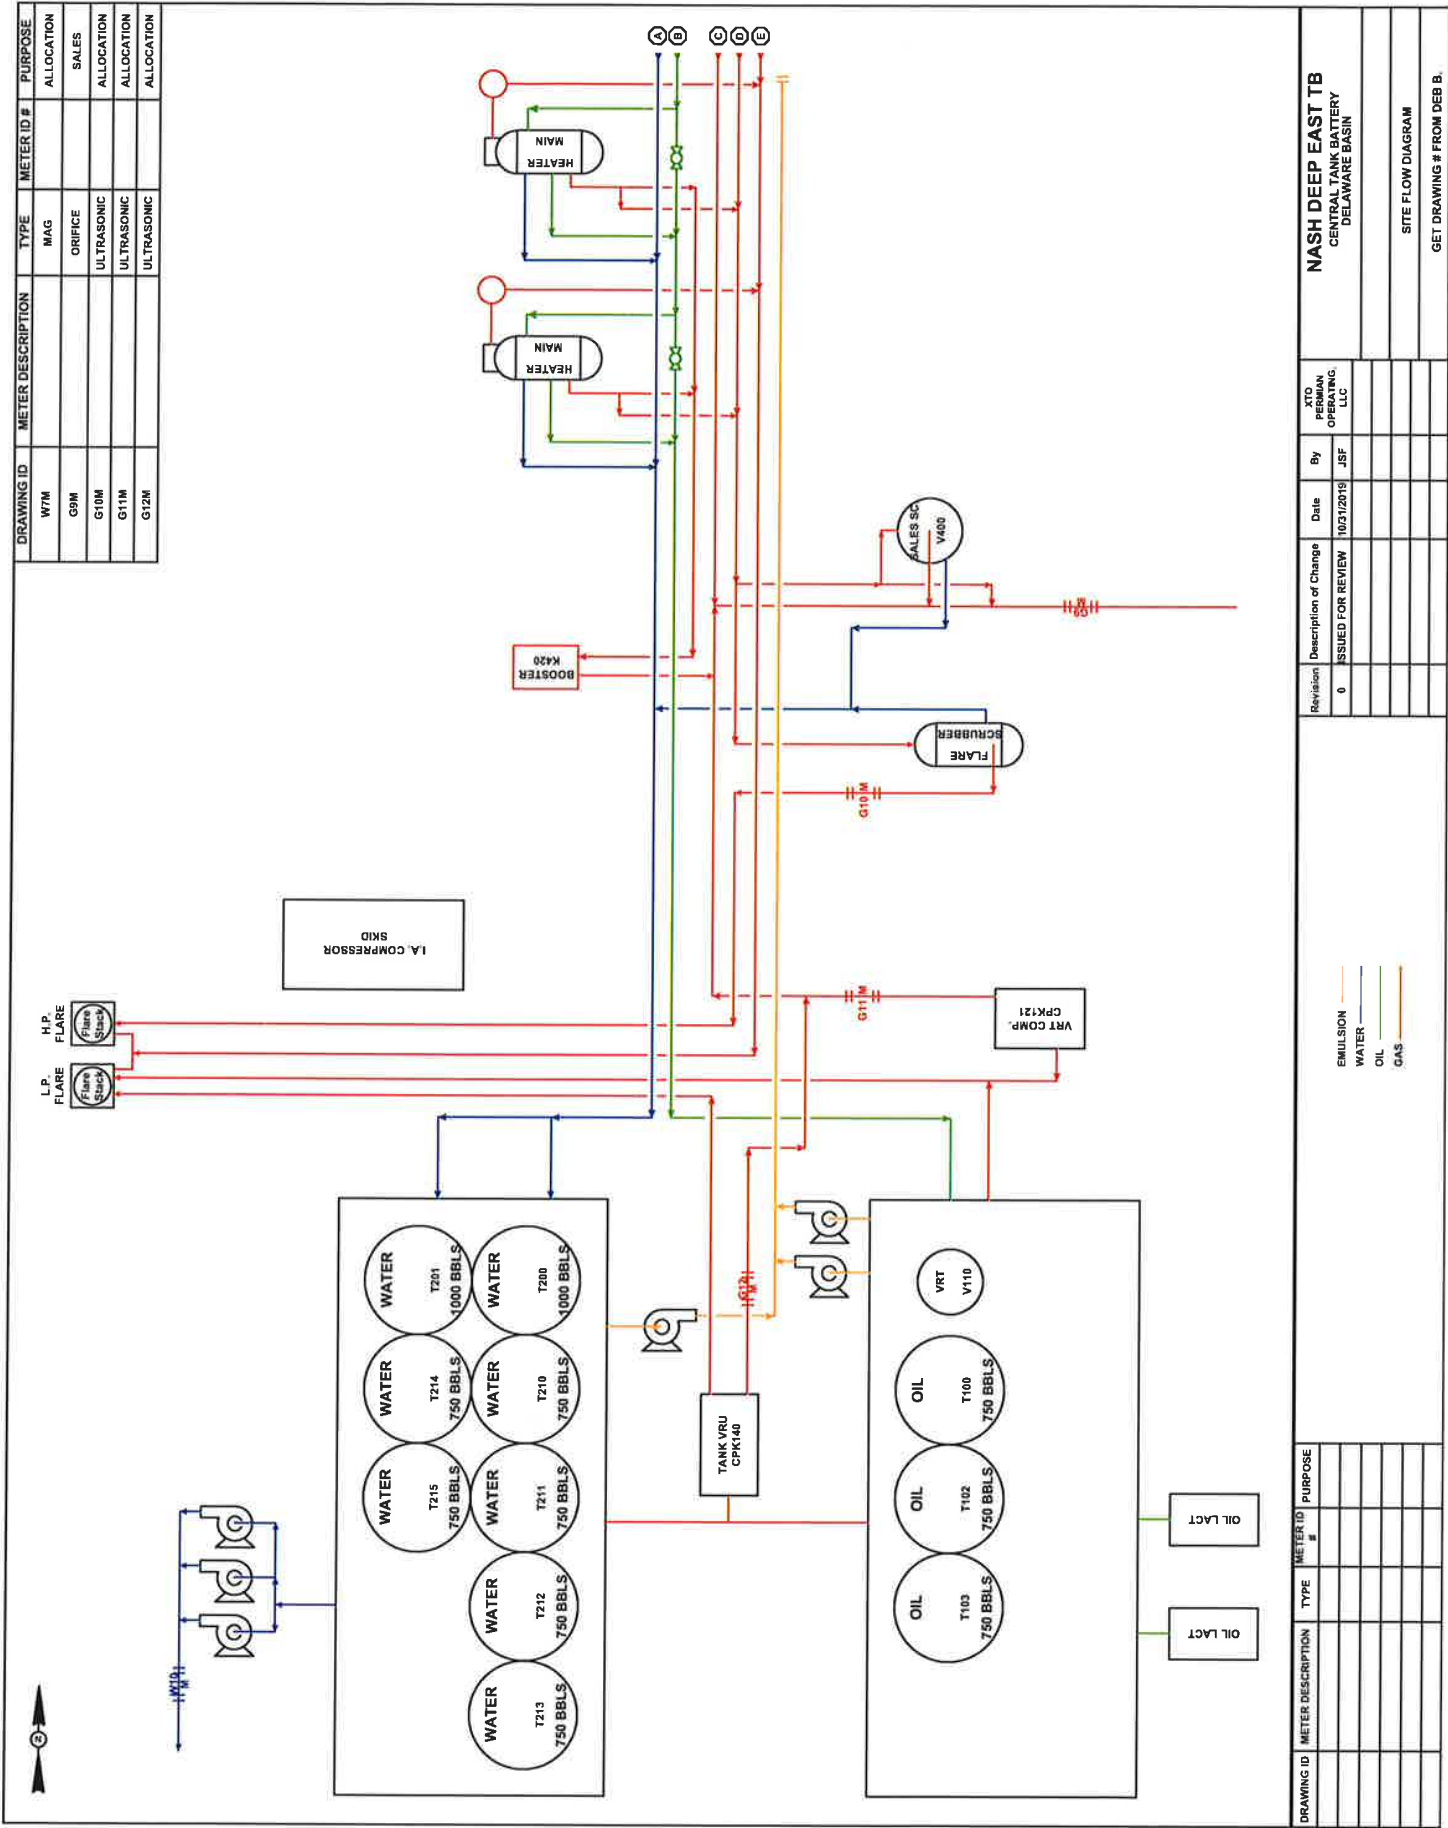 DRAWING ID METER DESCRIPTION TYPE METER ID # PURPOSE
W7M MAG ALLOCATION
G9M ORIFICE SALES
G10M ULTRASONIC ALLOCATION
G11M ULTRASONIC ALLOCATION
G12M ULTRASONIC ALLOCATION
A
B
C
D
E
HEATER
MAIN
HEATER
MAIN
BOOSTER
K420
SALES SC
V400
G9
M
FLARE
SCRUBBER
G10 M
I.A. COMPRESSOR
SKID
H.P.
FLARE
Flare
Stack
L.P.
FLARE
Flare
Stack
G11 M
VRT COMP.
CPK121
WATER
T201
1000 BBLS
WATER
T200
1000 BBLS
WATER
T214
750 BBLS
WATER
T210
750 BBLS
WATER
T215
750 BBLS
WATER
T211
750 BBLS
WATER
T212
750 BBLS
WATER
T213
750 BBLS
W10
M
N
TANK VRU
CPK140
G12
M
VRT
V110
OIL
T100
750 BBLS
OIL
T102
750 BBLS
OIL
T103
750 BBLS
OIL LACT
OIL LACT
DRAWING ID METER DESCRIPTION TYPE METER ID # PURPOSE
EMULSION
WATER
OIL
GAS
Revision Description of Change Date By
0 ISSUED FOR REVIEW 10/31/2019 JSF
XTO
PERMIAN
OPERATING,
LLC
NASH DEEP EAST TB
CENTRAL TANK BATTERY
DELAWARE BASIN
SITE FLOW DIAGRAM
GET DRAWING # FROM DEB B.